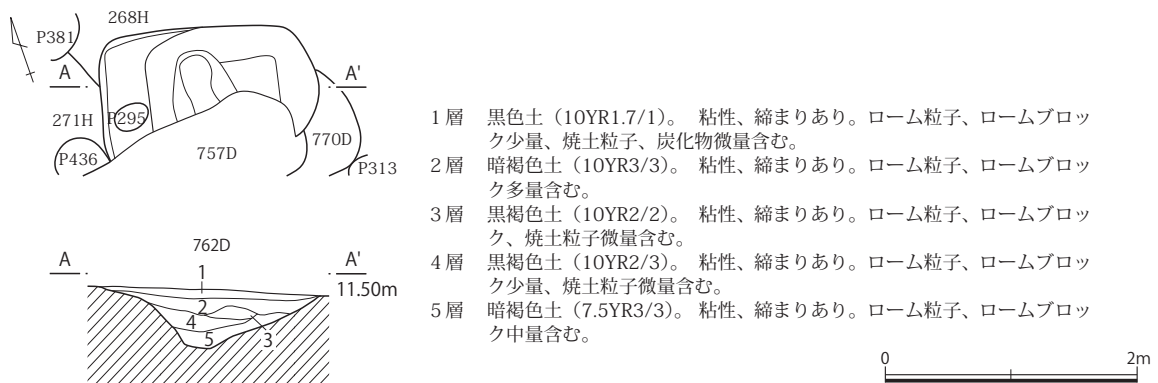 268H
P381
A A'
P295
271H
770D
P436
757D
P313
762D
A A'
1
11.50m
2
4
5
3
1層 黒色土（10YR1.7/1）。 粘性、締まりあり。ローム粒子、ロームブロッ
ク少量、焼土粒子、炭化物微量含む。
2層 暗褐色土（10YR3/3）。 粘性、締まりあり。ローム粒子、ロームブロッ
ク多量含む。
3層 黒褐色土（10YR2/2）。 粘性、締まりあり。ローム粒子、ロームブロッ
ク、焼土粒子微量含む。
4層 黒褐色土（10YR2/3）。 粘性、締まりあり。ローム粒子、ロームブロッ
ク少量、焼土粒子微量含む。
5層 暗褐色土（7.5YR3/3）。 粘性、締まりあり。ローム粒子、ロームブロッ
ク中量含む。
0 2m